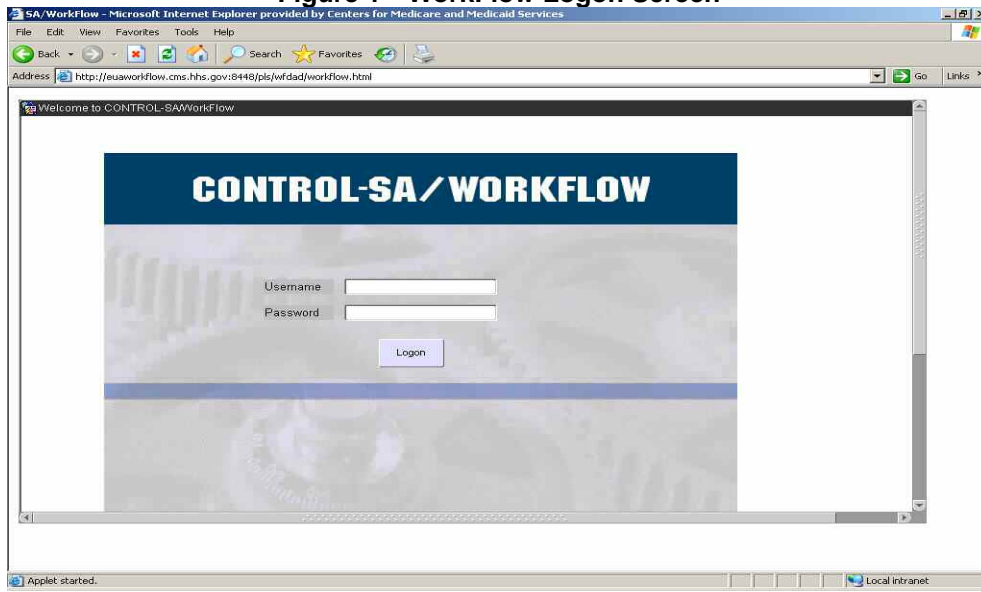 Figure 1 - WorkFlow Logon Screen
SA/WorkFlow - Microsoft Internet Explorer provided by Centers for Medicare and Medicaid Services
File Edit View Favorites Tools Help
Back Search Favorites
Address http://euaworkflow.cms.hhs.gov:8448/pls/wfdad/workflow.html Go Links
Welcome to CONTROL-SA/WorkFlow
CONTROL-SA/WORKFLOW
Username
Password
Logon
Applet started. Local intranet